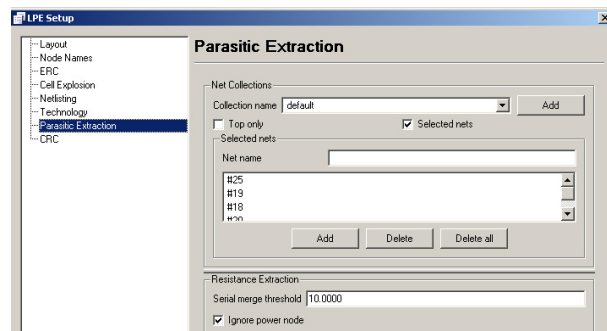 LPE Setup
Layout
Node Names
ERC
Cell Explosion
Netlisting
Technology
Parasitic Extraction
CRC
Parasitic Extraction
Net Collections
Collection name default Add
Top only Selected nets
Selected nets
Net name
#25
#19
#18
#20
Add Delete Delete all
Resistance Extraction
Serial merge threshold 10.0000
Ignore power node